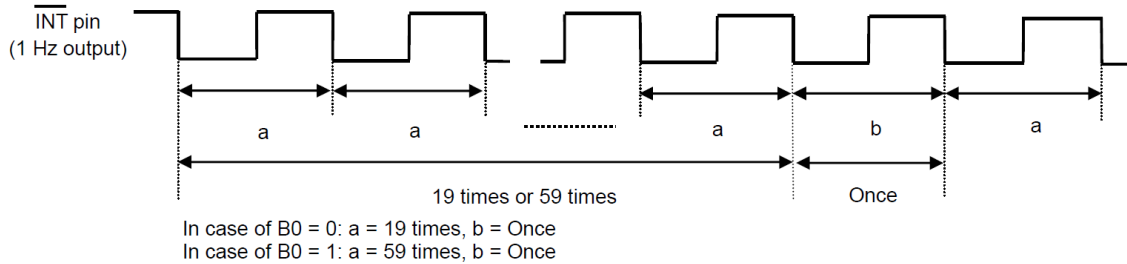 INT pin
(1 Hz output)
a
a
a
b
a
19 times or 59 times
Once
In case of B0 = 0: a = 19 times, b = Once
In case of B0 = 1: a = 59 times, b = Once